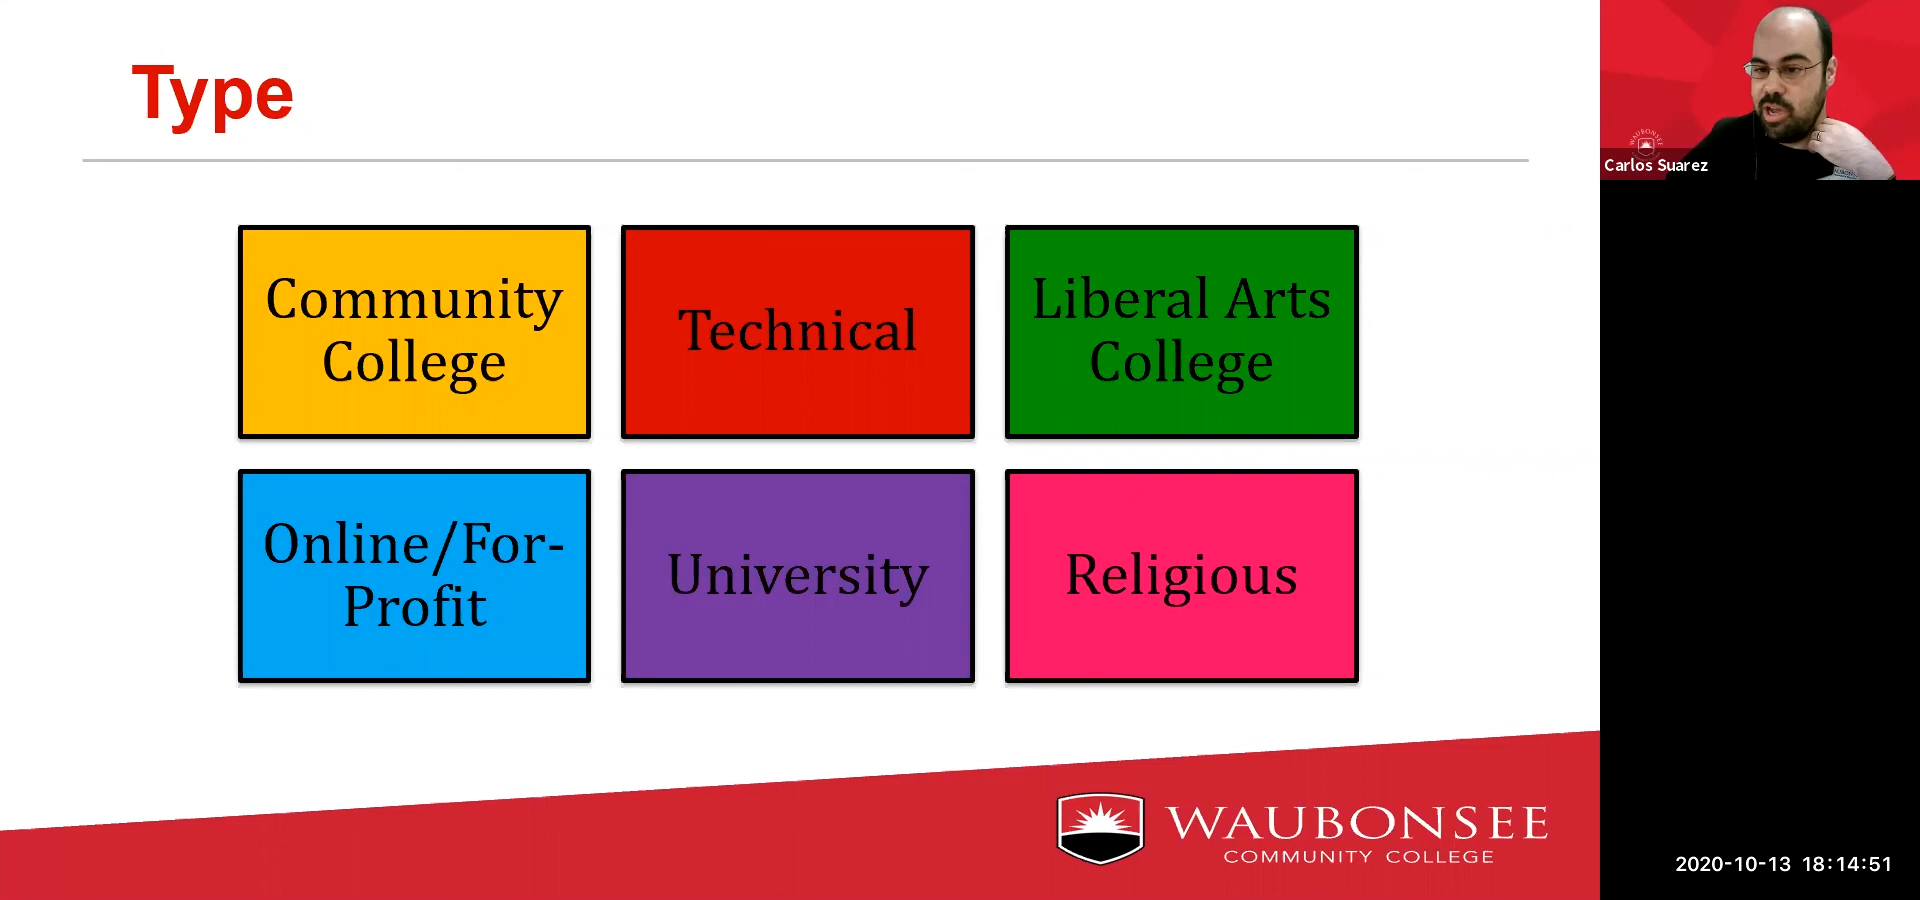 Type
Community
College
Technical
Liberal Arts
College
Online/For-
Profit
University
Religious
WAUBONSEE
COMMUNITY COLLEGE
WAUBONSEE
Carlos Suarez
2020-10-13 18:14:51